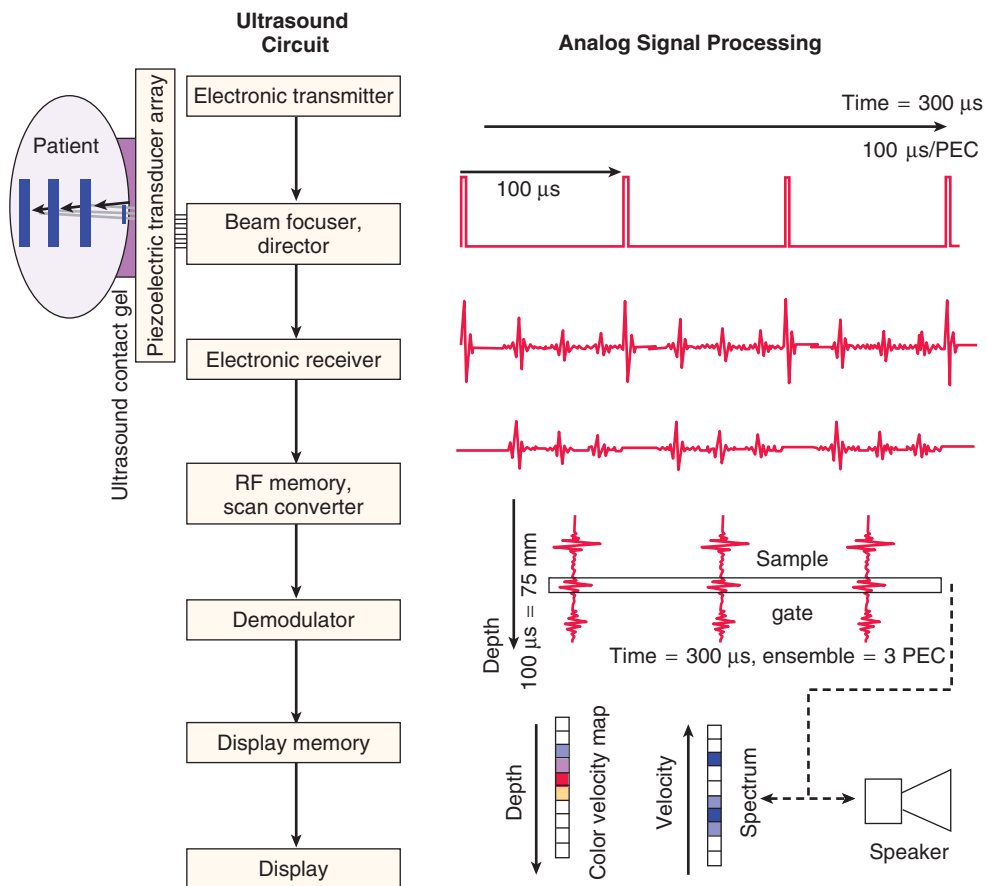 Ultrasound
Circuit
Analog Signal Processing
Electronic transmitter
Time = 300 µs
100 µs/PEC
Patient
Piezoelectric transducer array
100 µs
Beam focuser,
director
Ultrasound contact gel
Electronic receiver
RF memory,
scan converter
Depth
100 µs = 75 mm
Sample
gate
Demodulator
Time = 300 µs, ensemble = 3 PEC
Display memory
Depth
Color velocity map
Velocity
Spectrum
Speaker
Display